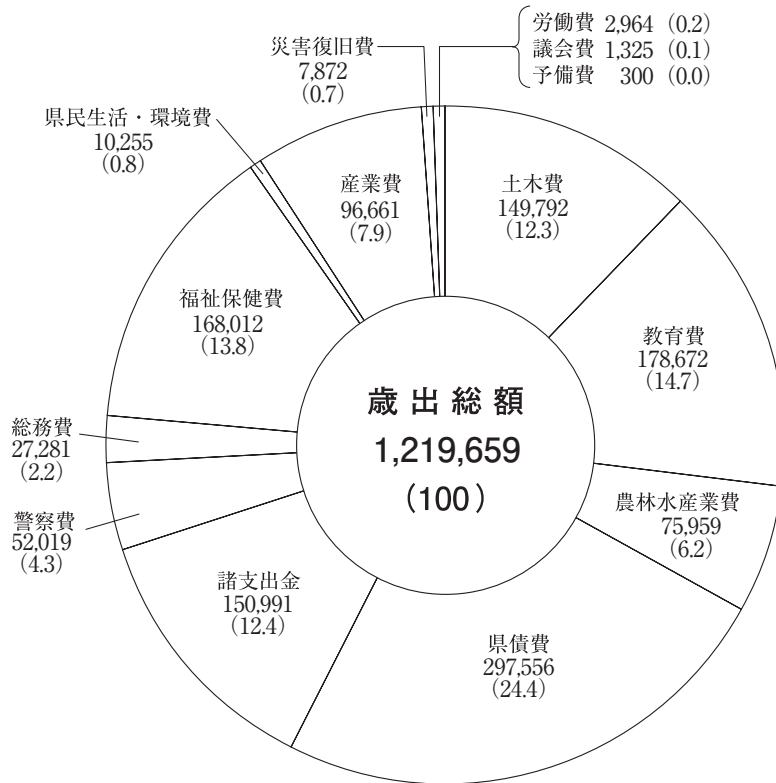 労働費 2,964（0.2）
議会費 1,325（0.1）
予備費 300（0.0）
災害復旧費
7,872
（0.7）
県民生活・環境費
10,255
（0.8）
産業費
96,661
（7.9）
土木費
149,792
（12.3）
福祉保健費
168,012
（13.8）
教育費
178,672
（14.7）
歳出総額
1,219,659
（100）
総務費
27,281
（2.2）
農林水産業費
75,959
（6.2）
警察費
52,019
（4.3）
諸支出金
150,991
（12.4）
県債費
297,556
（24.4）